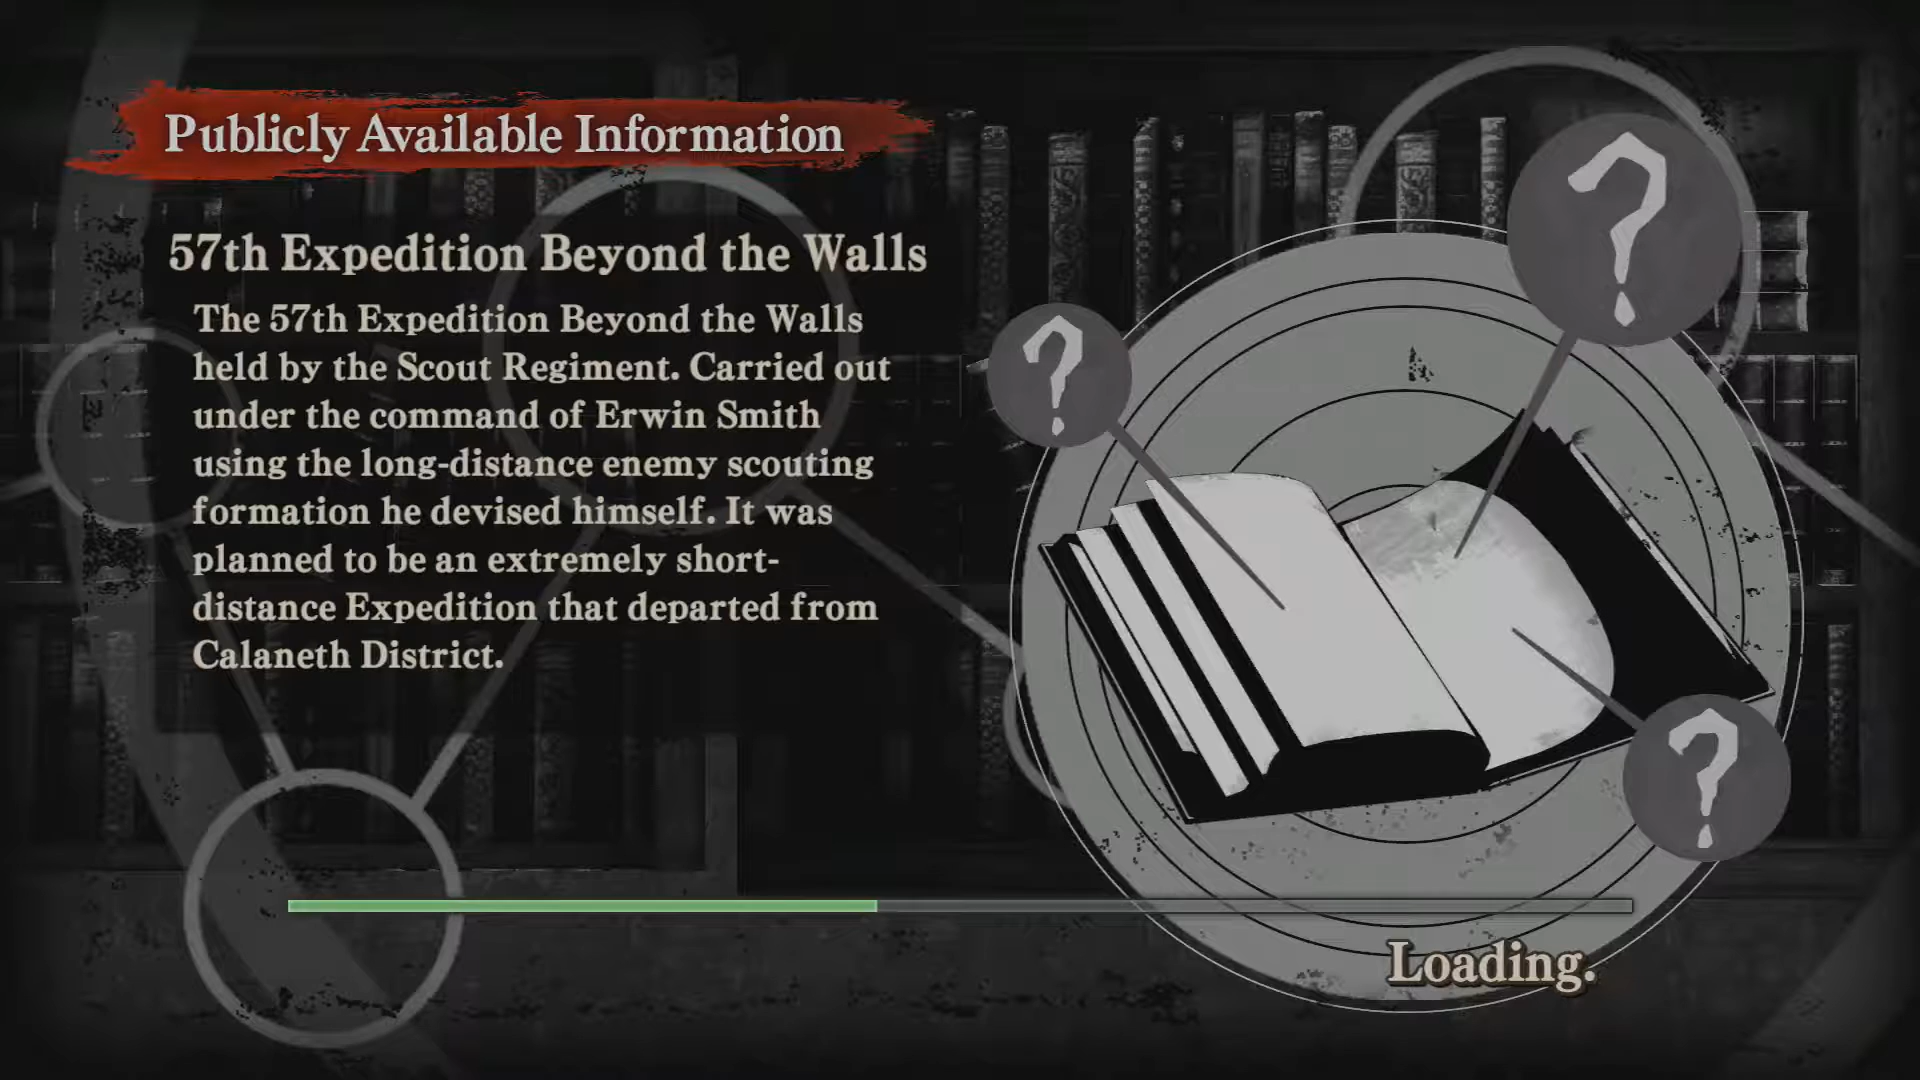 Publicly Available Information
57th Expedition Beyond the Walls
The 57th Expedition Beyond the Walls
held by the Scout Regiment. Carried out
under the command of Erwin Smith
using the long-distance enemy scouting
formation he devised himself. It was
planned to be an extremely short-
distance Expedition that departed from
Calaneth District.
?
?
?
Loading.